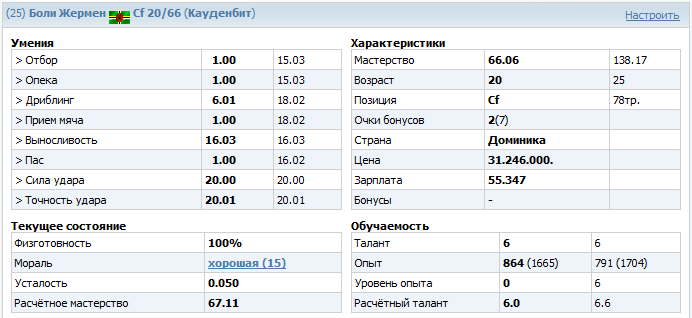 (25) Боли Жермен Cf 20/66 (Кауденбит) Настроить
Умения
> Отбор 1.00 15.03
> Опека 1.00 15.03
> Дриблинг 6.01 18.02
> Прием мяча 1.00 18.02
> Выносливость 16.03 16.03
> Пас 1.00 16.02
> Сила удара 20.00 20.00
> Точность удара 20.01 20.01
Характеристики
Мастерство 66.06 138.17
Возраст 20 25
Позиция Cf 78тр.
Очки бонусов 2(7)
Страна Доминика
Цена 31.246.000.
Зарплата 55.347
Бонусы -
Текущее состояние
Физготовность 100%
Мораль хорошая (15)
Усталость 0.050
Расчётное мастерство 67.11
Обучаемость
Талант 6 6
Опыт 864 (1665) 791 (1704)
Уровень опыта 0 6
Расчётный талант 6.0 6.6